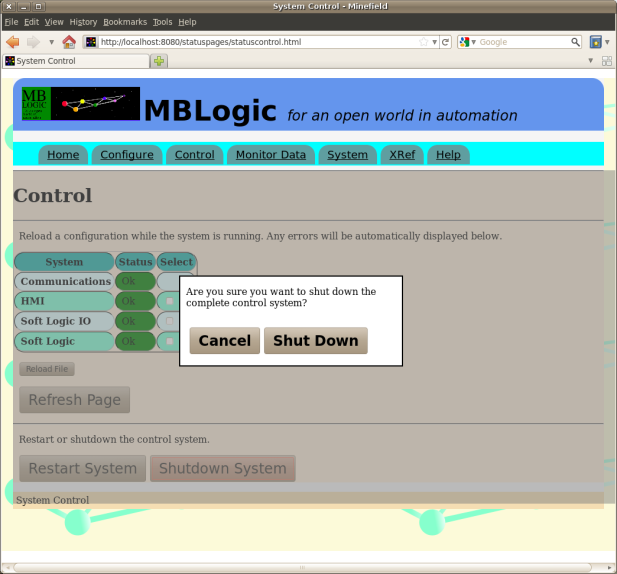 System Control - Minefield
File Edit View History Bookmarks Tools Help
http://localhost:8080/statuspages/statuscontrol.html
Google
System Control
MB
LOGIC
MBLogic for an open world in automation
Home Configure Control Monitor Data System XRef Help
Control
Reload a configuration while the system is running. Any errors will be automatically displayed below.
System Status Select
Communications Ok
HMI Ok
Soft Logic IO Ok
Soft Logic Ok
Are you sure you want to shut down the
complete control system?
Cancel Shut Down
Reload File
Refresh Page
Restart or shutdown the control system.
Restart System Shutdown System
System Control